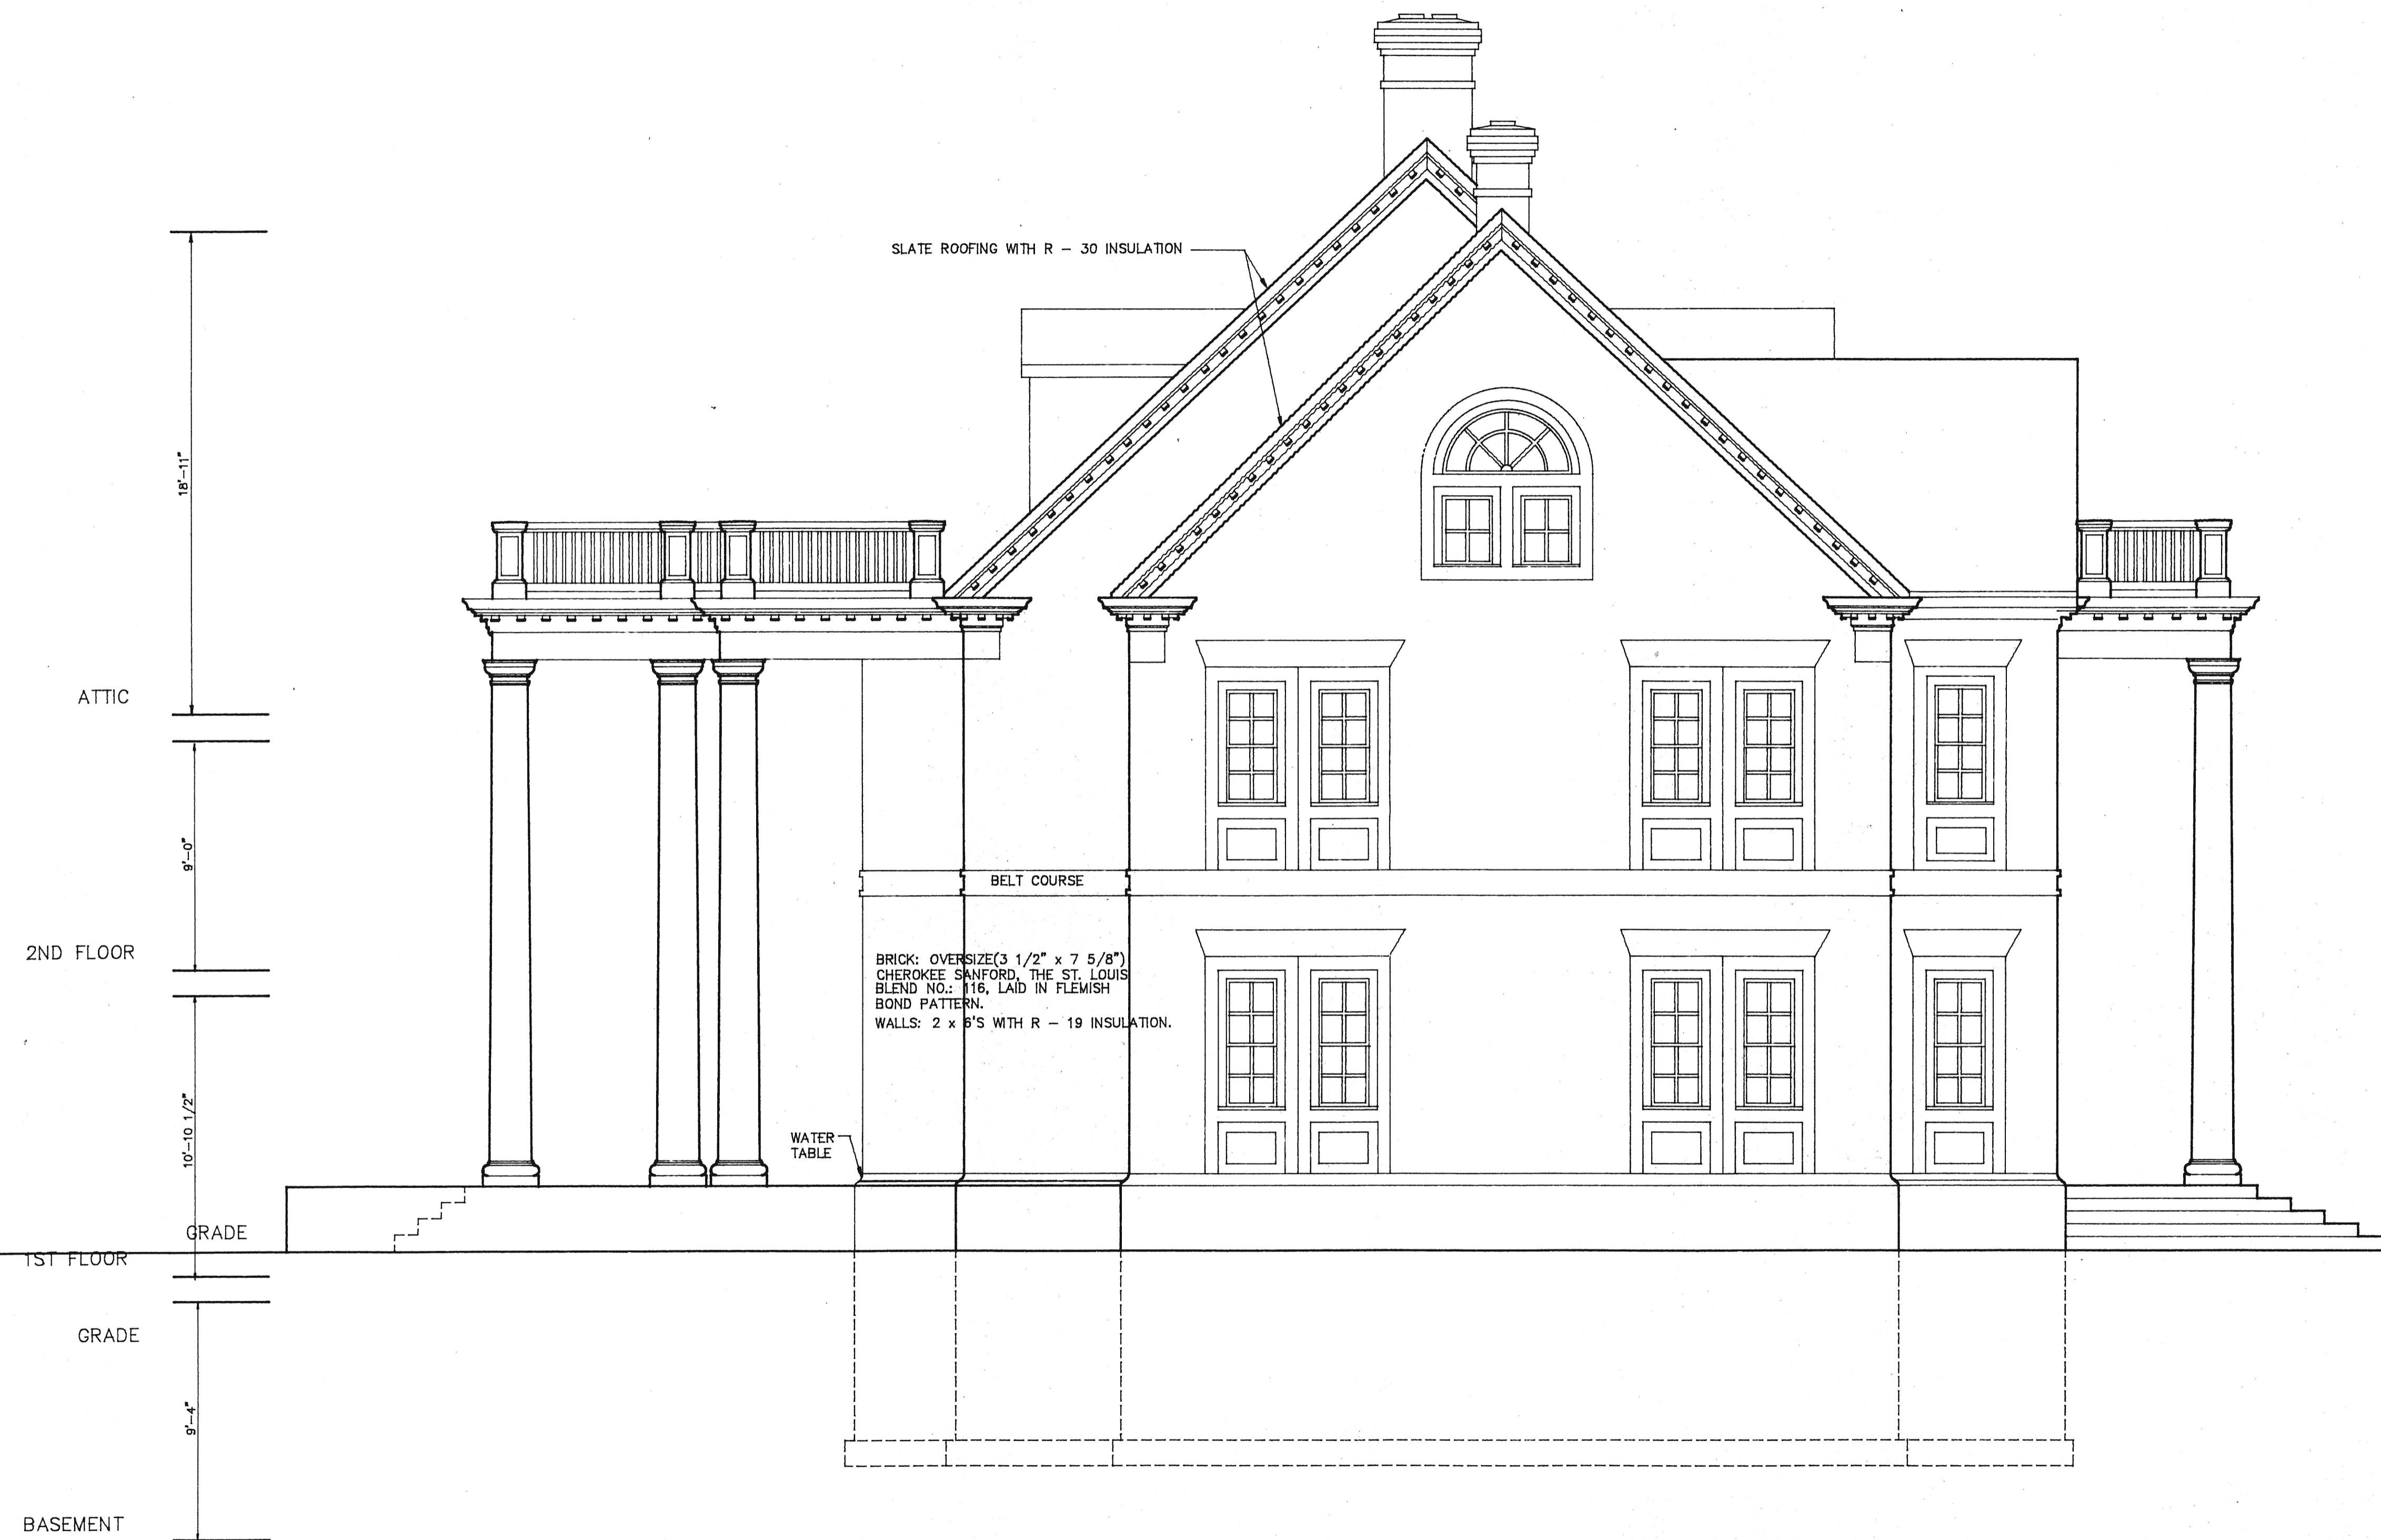 SLATE ROOFING WITH R – 30 INSULATION
18'–11"
ATTIC
9'–0"
BELT COURSE
2ND FLOOR
BRICK: OVERSIZE(3 1/2" x 7 5/8")
CHEROKEE SANFORD, THE ST. LOUIS
BLEND NO.: 116, LAID IN FLEMISH
BOND PATTERN.
WALLS: 2 x 6'S WITH R – 19 INSULATION.
10'–10 1/2"
WATER
TABLE
GRADE
1ST FLOOR
GRADE
9'–4"
BASEMENT